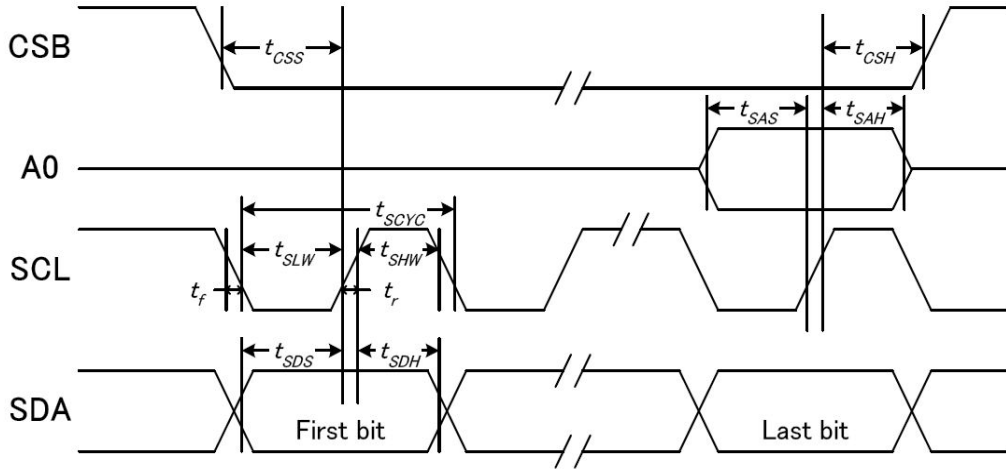 CSB
tCSS
tCSH
tSAS
tSAH
A0
tSCYC
SCL
tSLW
tSHW
tf
tr
tSDS
tSDH
SDA
First bit
Last bit